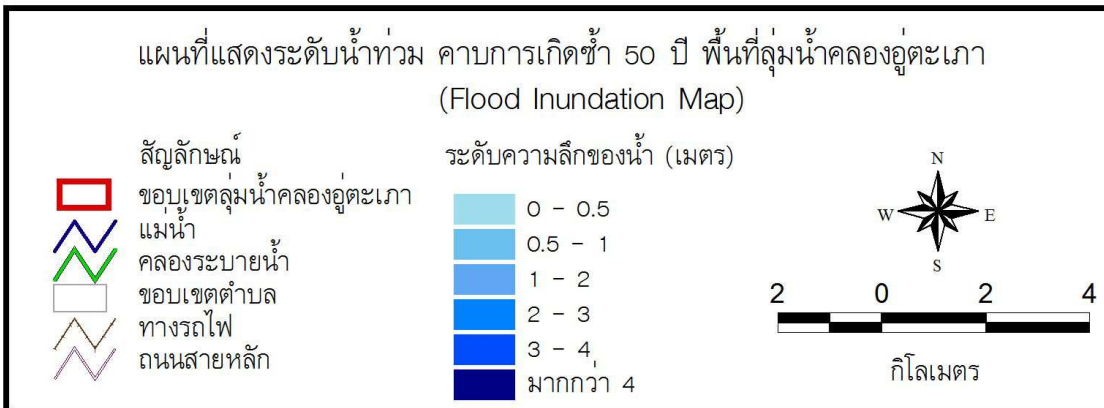 แผนที่แสดงระดับน้ำท่วม คาบการเกิดซ้ำ 50 ปี พื้นที่ลุ่มน้ำคลองอู่ตะเภา
(Flood Inundation Map)
สัญลักษณ์
ขอบเขตลุ่มน้ำคลองอู่ตะเภา
แม่น้ำ
คลองระบายน้ำ
ขอบเขตตำบล
ทางรถไฟ
ถนนสายหลัก
ระดับความลึกของน้ำ (เมตร)
0 - 0.5
0.5 - 1
1 - 2
2 - 3
3 - 4
มากกว่า 4
N
W E
S
2 0 2 4
กิโลเมตร